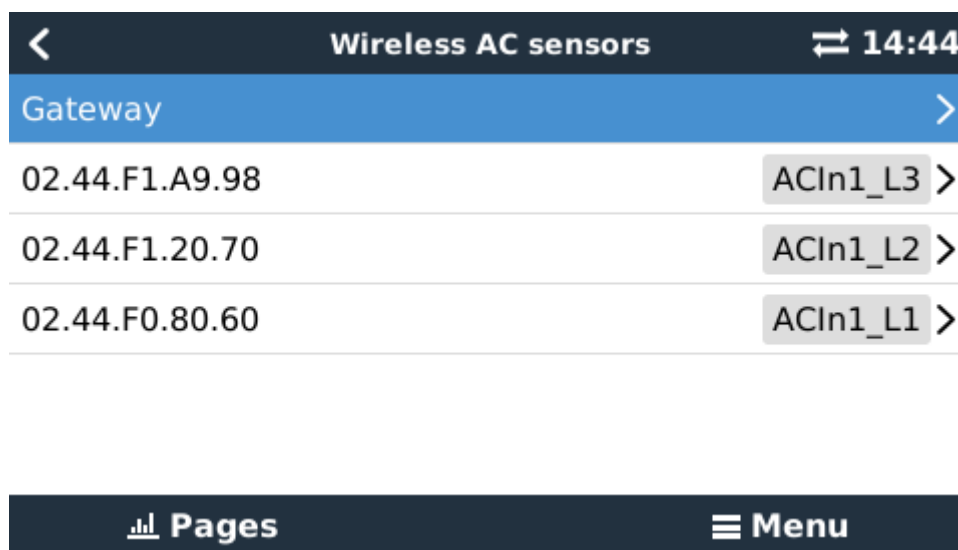 Wireless AC sensors 14:44
Gateway
02.44.F1.A9.98 ACIn1_L3
02.44.F1.20.70 ACIn1_L2
02.44.F0.80.60 ACIn1_L1
Pages Menu